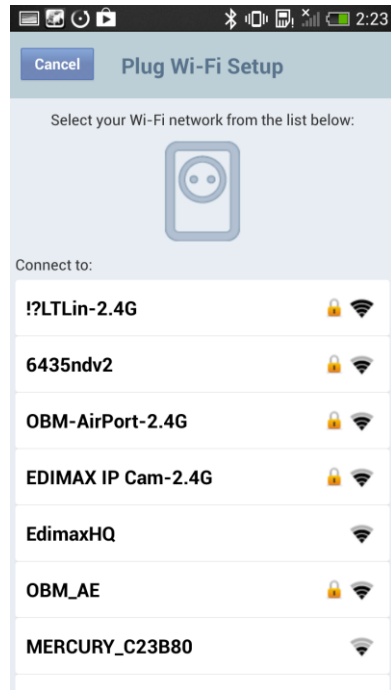 2:23
Cancel
Plug Wi-Fi Setup
Select your Wi-Fi network from the list below:
Connect to:
!?LTLin-2.4G
6435ndv2
OBM-AirPort-2.4G
EDIMAX IP Cam-2.4G
EdimaxHQ
OBM_AE
MERCURY_C23B80